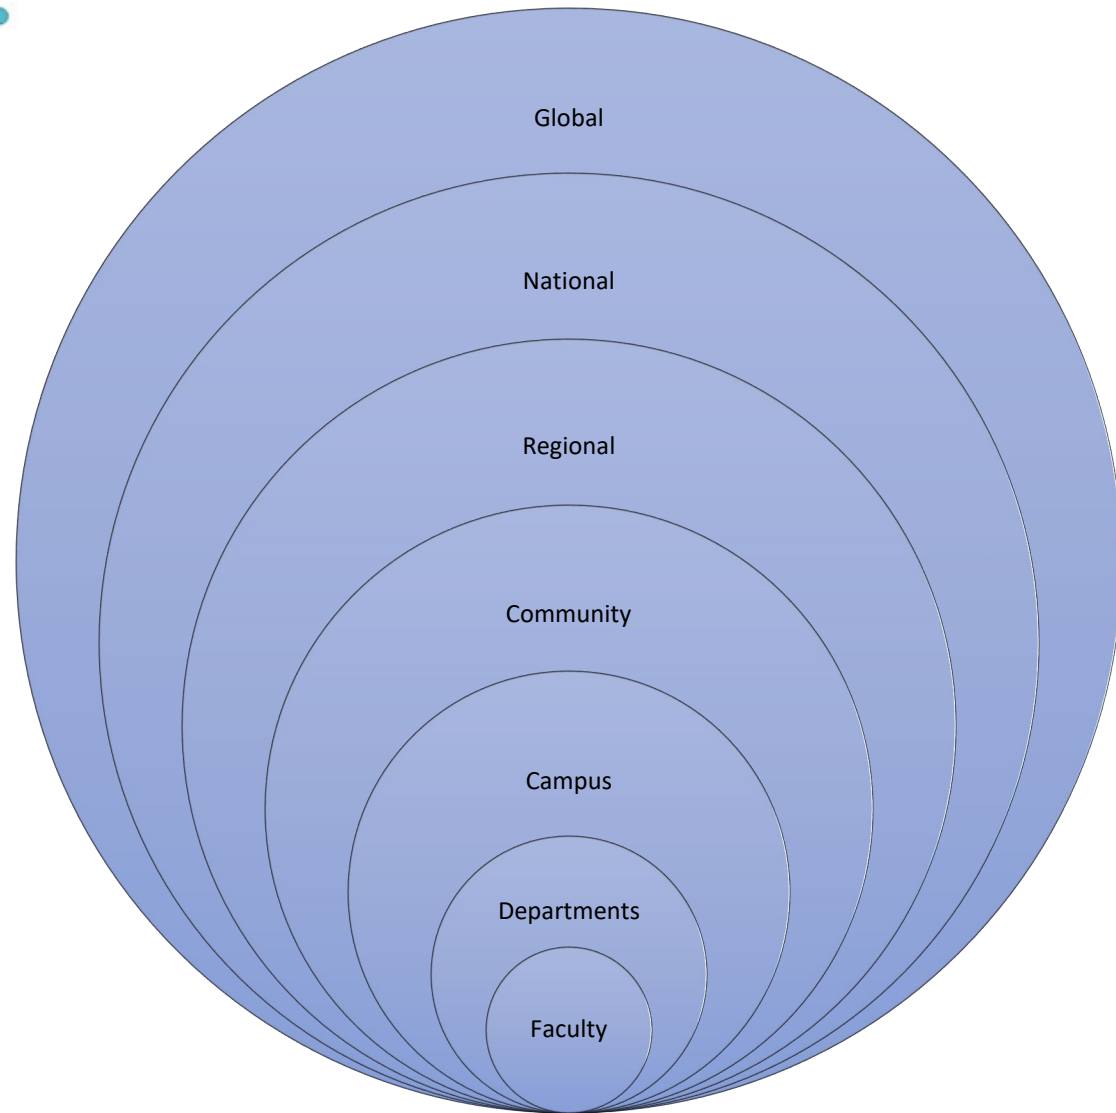 Global
National
Regional
Community
Campus
Departments
Faculty